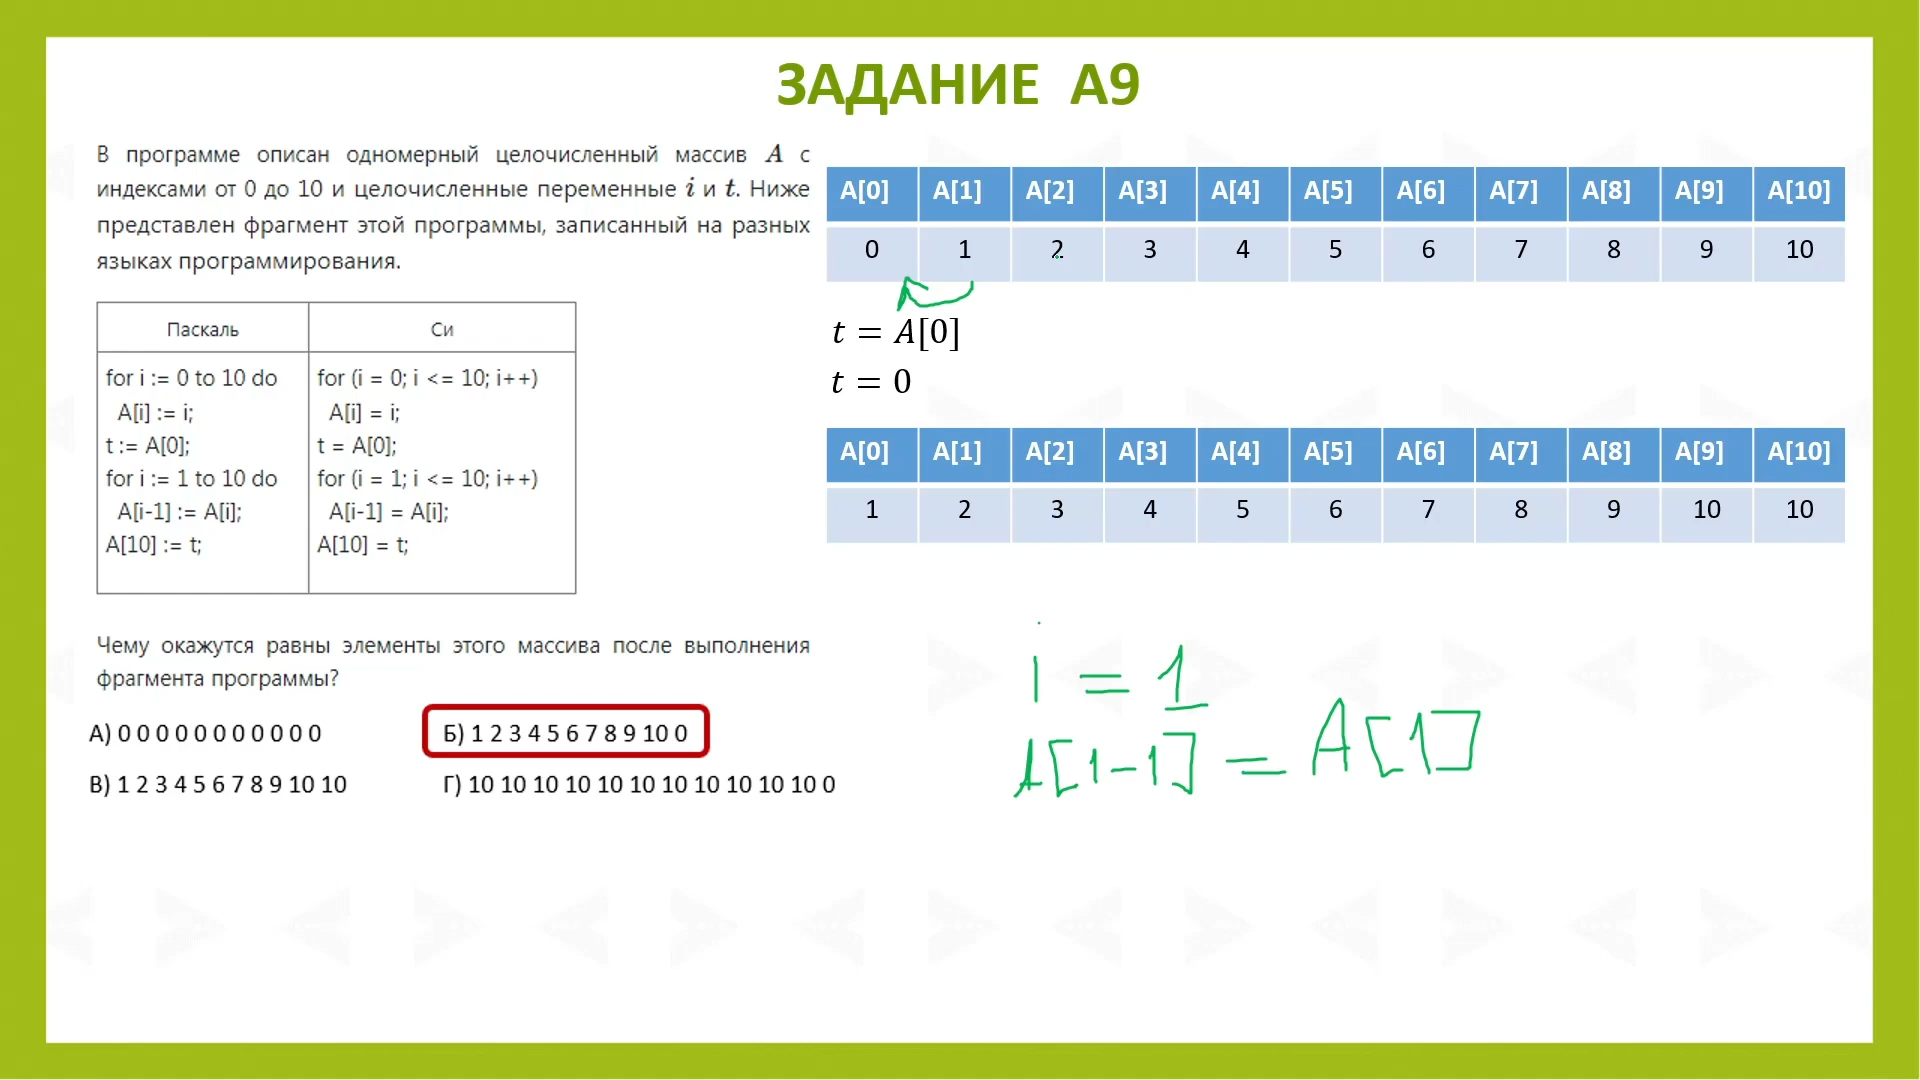 ЗАДАНИЕ А9
В программе описан одномерный целочисленный массив A с
индексами от 0 до 10 и целочисленные переменные i и t. Ниже
представлен фрагмент этой программы, записанный на разных
языках программирования.
Паскаль Си
for i := 0 to 10 do for (i = 0; i <= 10; i++)
A[i] := i; A[i] = i;
t := A[0]; t = A[0];
for i := 1 to 10 do for (i = 1; i <= 10; i++)
A[i-1] := A[i]; A[i-1] = A[i];
A[10] := t; A[10] = t;
Чему окажутся равны элементы этого массива после выполнения
фрагмента программы?
А) 0 0 0 0 0 0 0 0 0 0 0 Б) 1 2 3 4 5 6 7 8 9 10 0
В) 1 2 3 4 5 6 7 8 9 10 10 Г) 10 10 10 10 10 10 10 10 10 10 10 0
A[0] A[1] A[2] A[3] A[4] A[5] A[6] A[7] A[8] A[9] A[10]
0 1 2 3 4 5 6 7 8 9 10
t = A[0]
t = 0
A[0] A[1] A[2] A[3] A[4] A[5] A[6] A[7] A[8] A[9] A[10]
1 2 3 4 5 6 7 8 9 10 10
i = 1
A[1-1] = A[1]